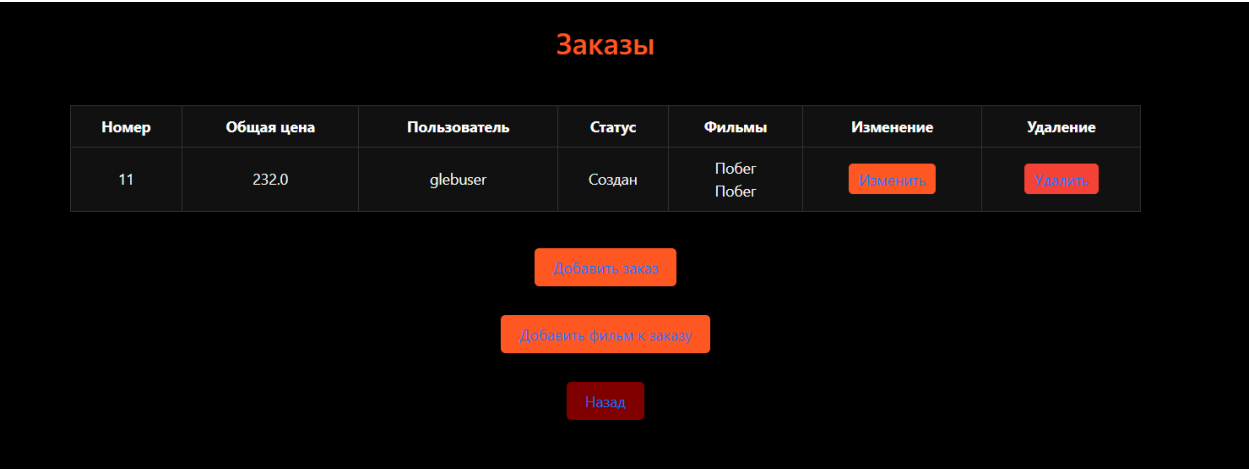 Заказы
Номер Общая цена Пользователь Статус Фильмы Изменение Удаление
11 232.0 glebuser Создан Побег Изменить Удалить
Побег
Добавить заказ
Добавить фильм к заказу
Назад